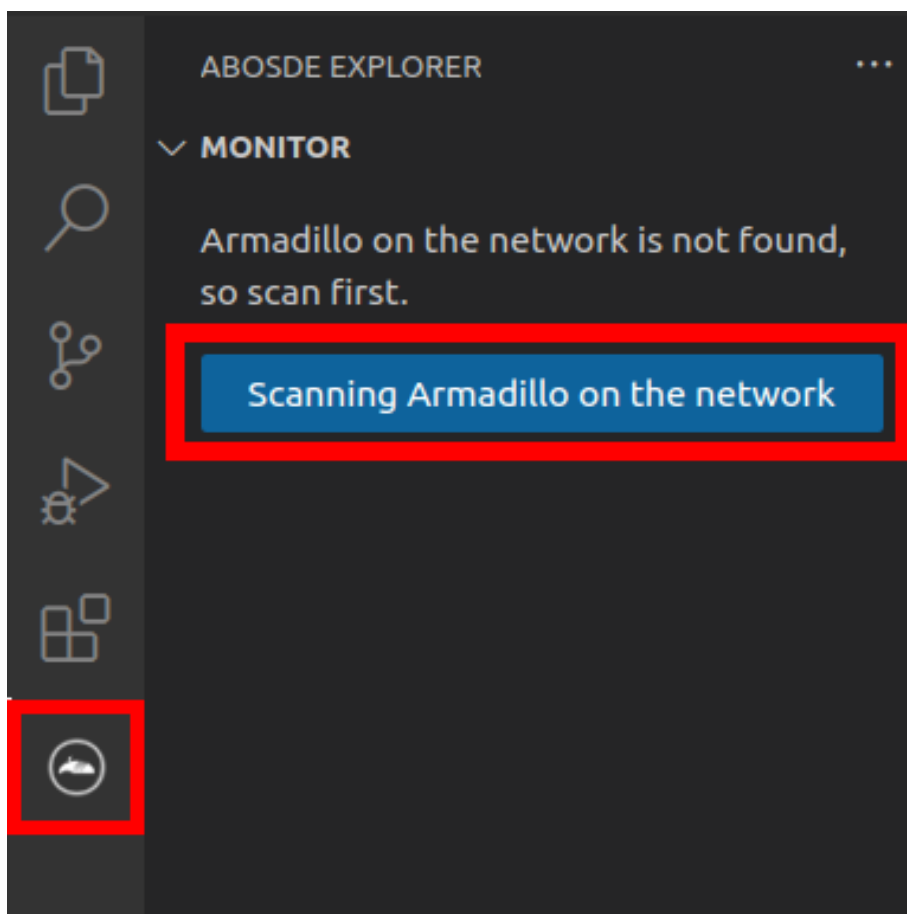 ABOSDE EXPLORER
MONITOR
Armadillo on the network is not found,
so scan first.
Scanning Armadillo on the network